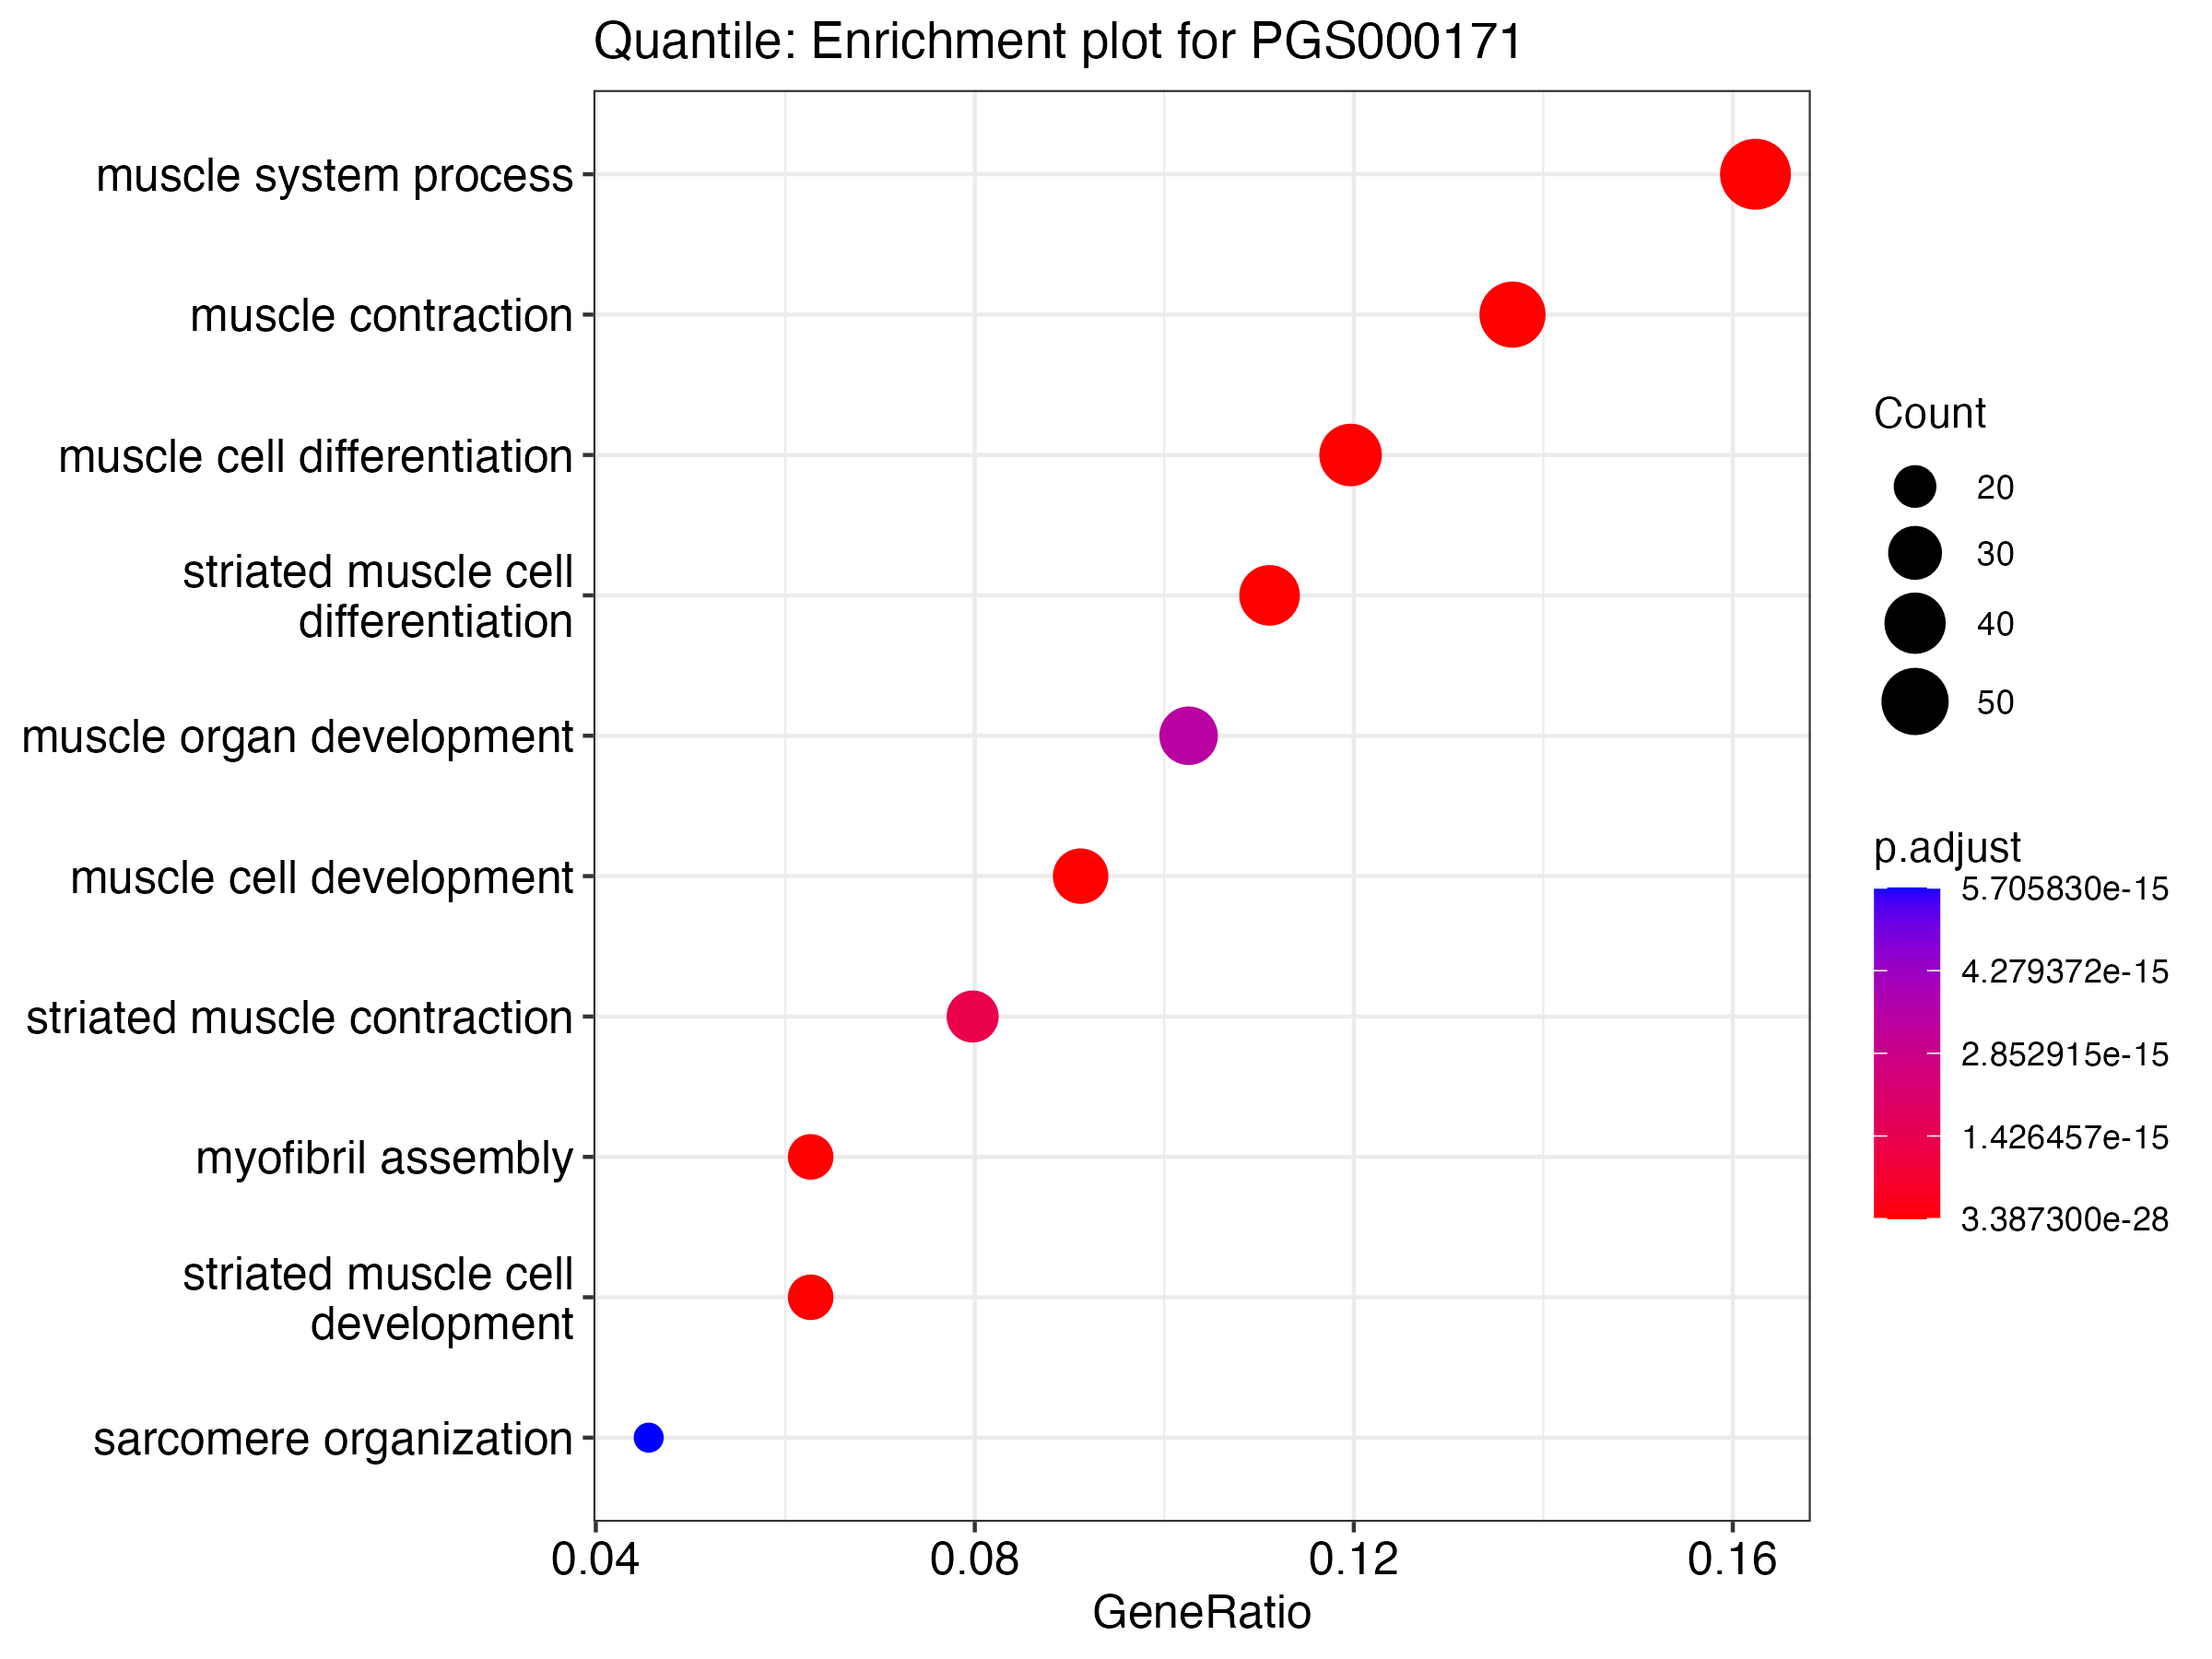 Quantile: Enrichment plot for PGS000171
muscle system process
muscle contraction
muscle cell differentiation
striated muscle cell
differentiation
muscle organ development
muscle cell development
striated muscle contraction
myofibril assembly
striated muscle cell
development
sarcomere organization
0.04
0.08
0.12
0.16
GeneRatio
Count
20
30
40
50
p.adjust
5.705830e-15
4.279372e-15
2.852915e-15
1.426457e-15
3.387300e-28